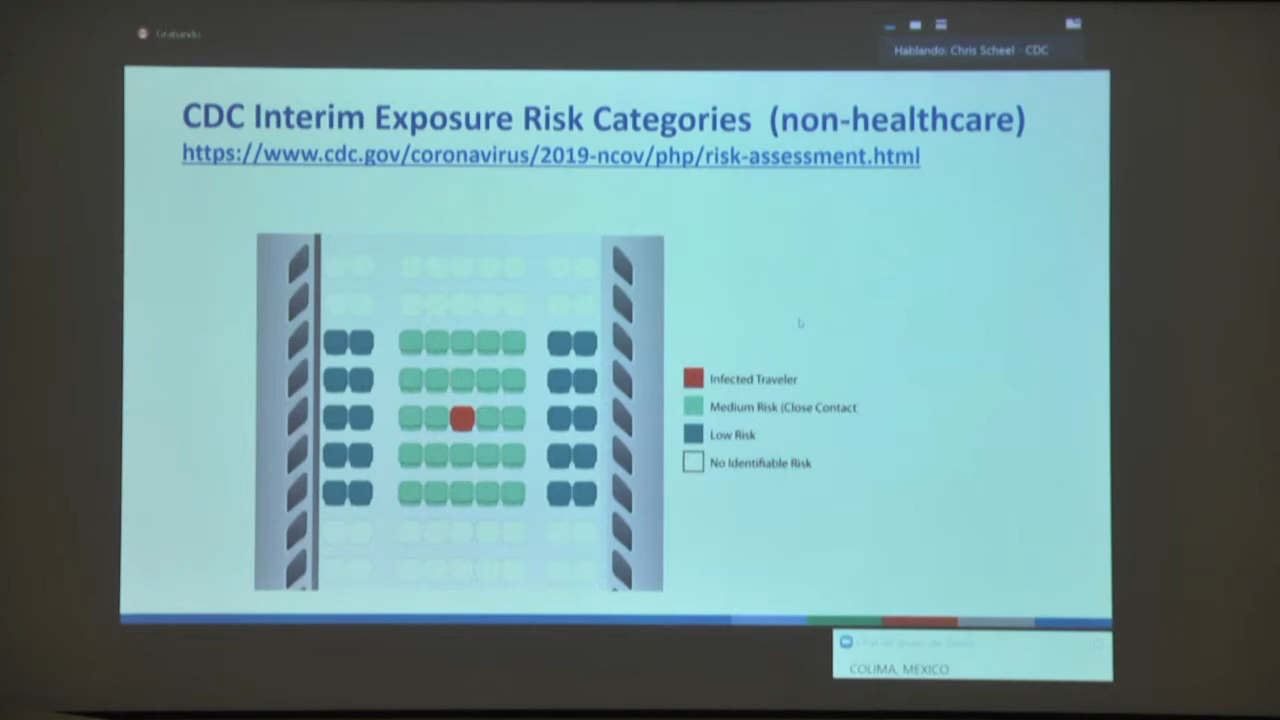 Grabando
Hablando: Chris Scheel - CDC
CDC Interim Exposure Risk Categories (non-healthcare)
https://www.cdc.gov/coronavirus/2019-ncov/php/risk-assessment.html
Infected Traveler
Medium Risk (Close Contact
Low Risk
No Identifiable Risk
COLIMA, MEXICO